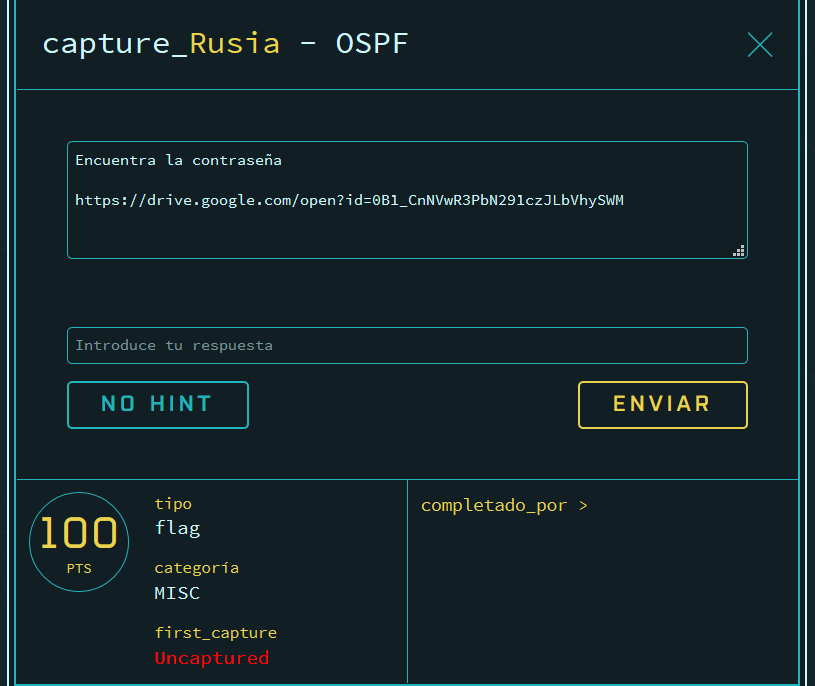 capture_Rusia - OSPF
Encuentra la contraseña
https://drive.google.com/open?id=0B1_CnNVwR3PbN291czJLbVhySWM
Introduce tu respuesta
NO HINT
ENVIAR
100
PTS
tipo
flag
categoría
MISC
first_capture
Uncaptured
completado_por >